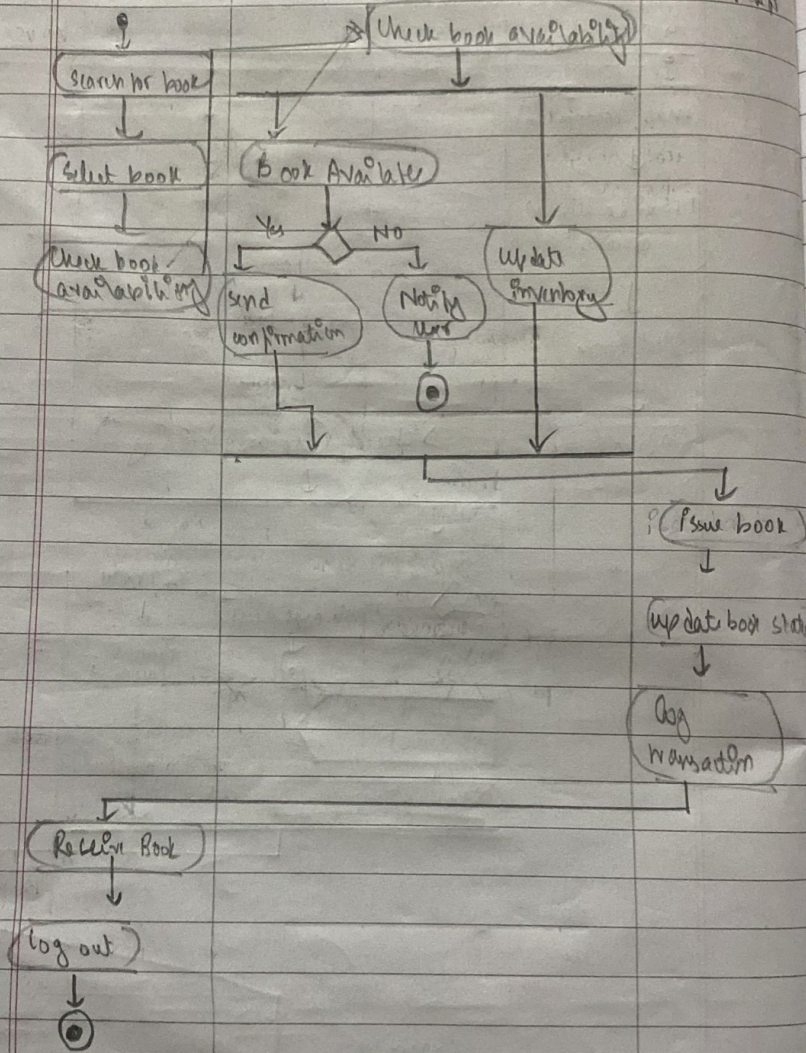 Check book availability
Search for book
Select book
Book Available
Yes
NO
Check book
availability
Send
confirmation
Notify
User
update
inventory
issue book
update book
log
transaction
Receive Book
log out